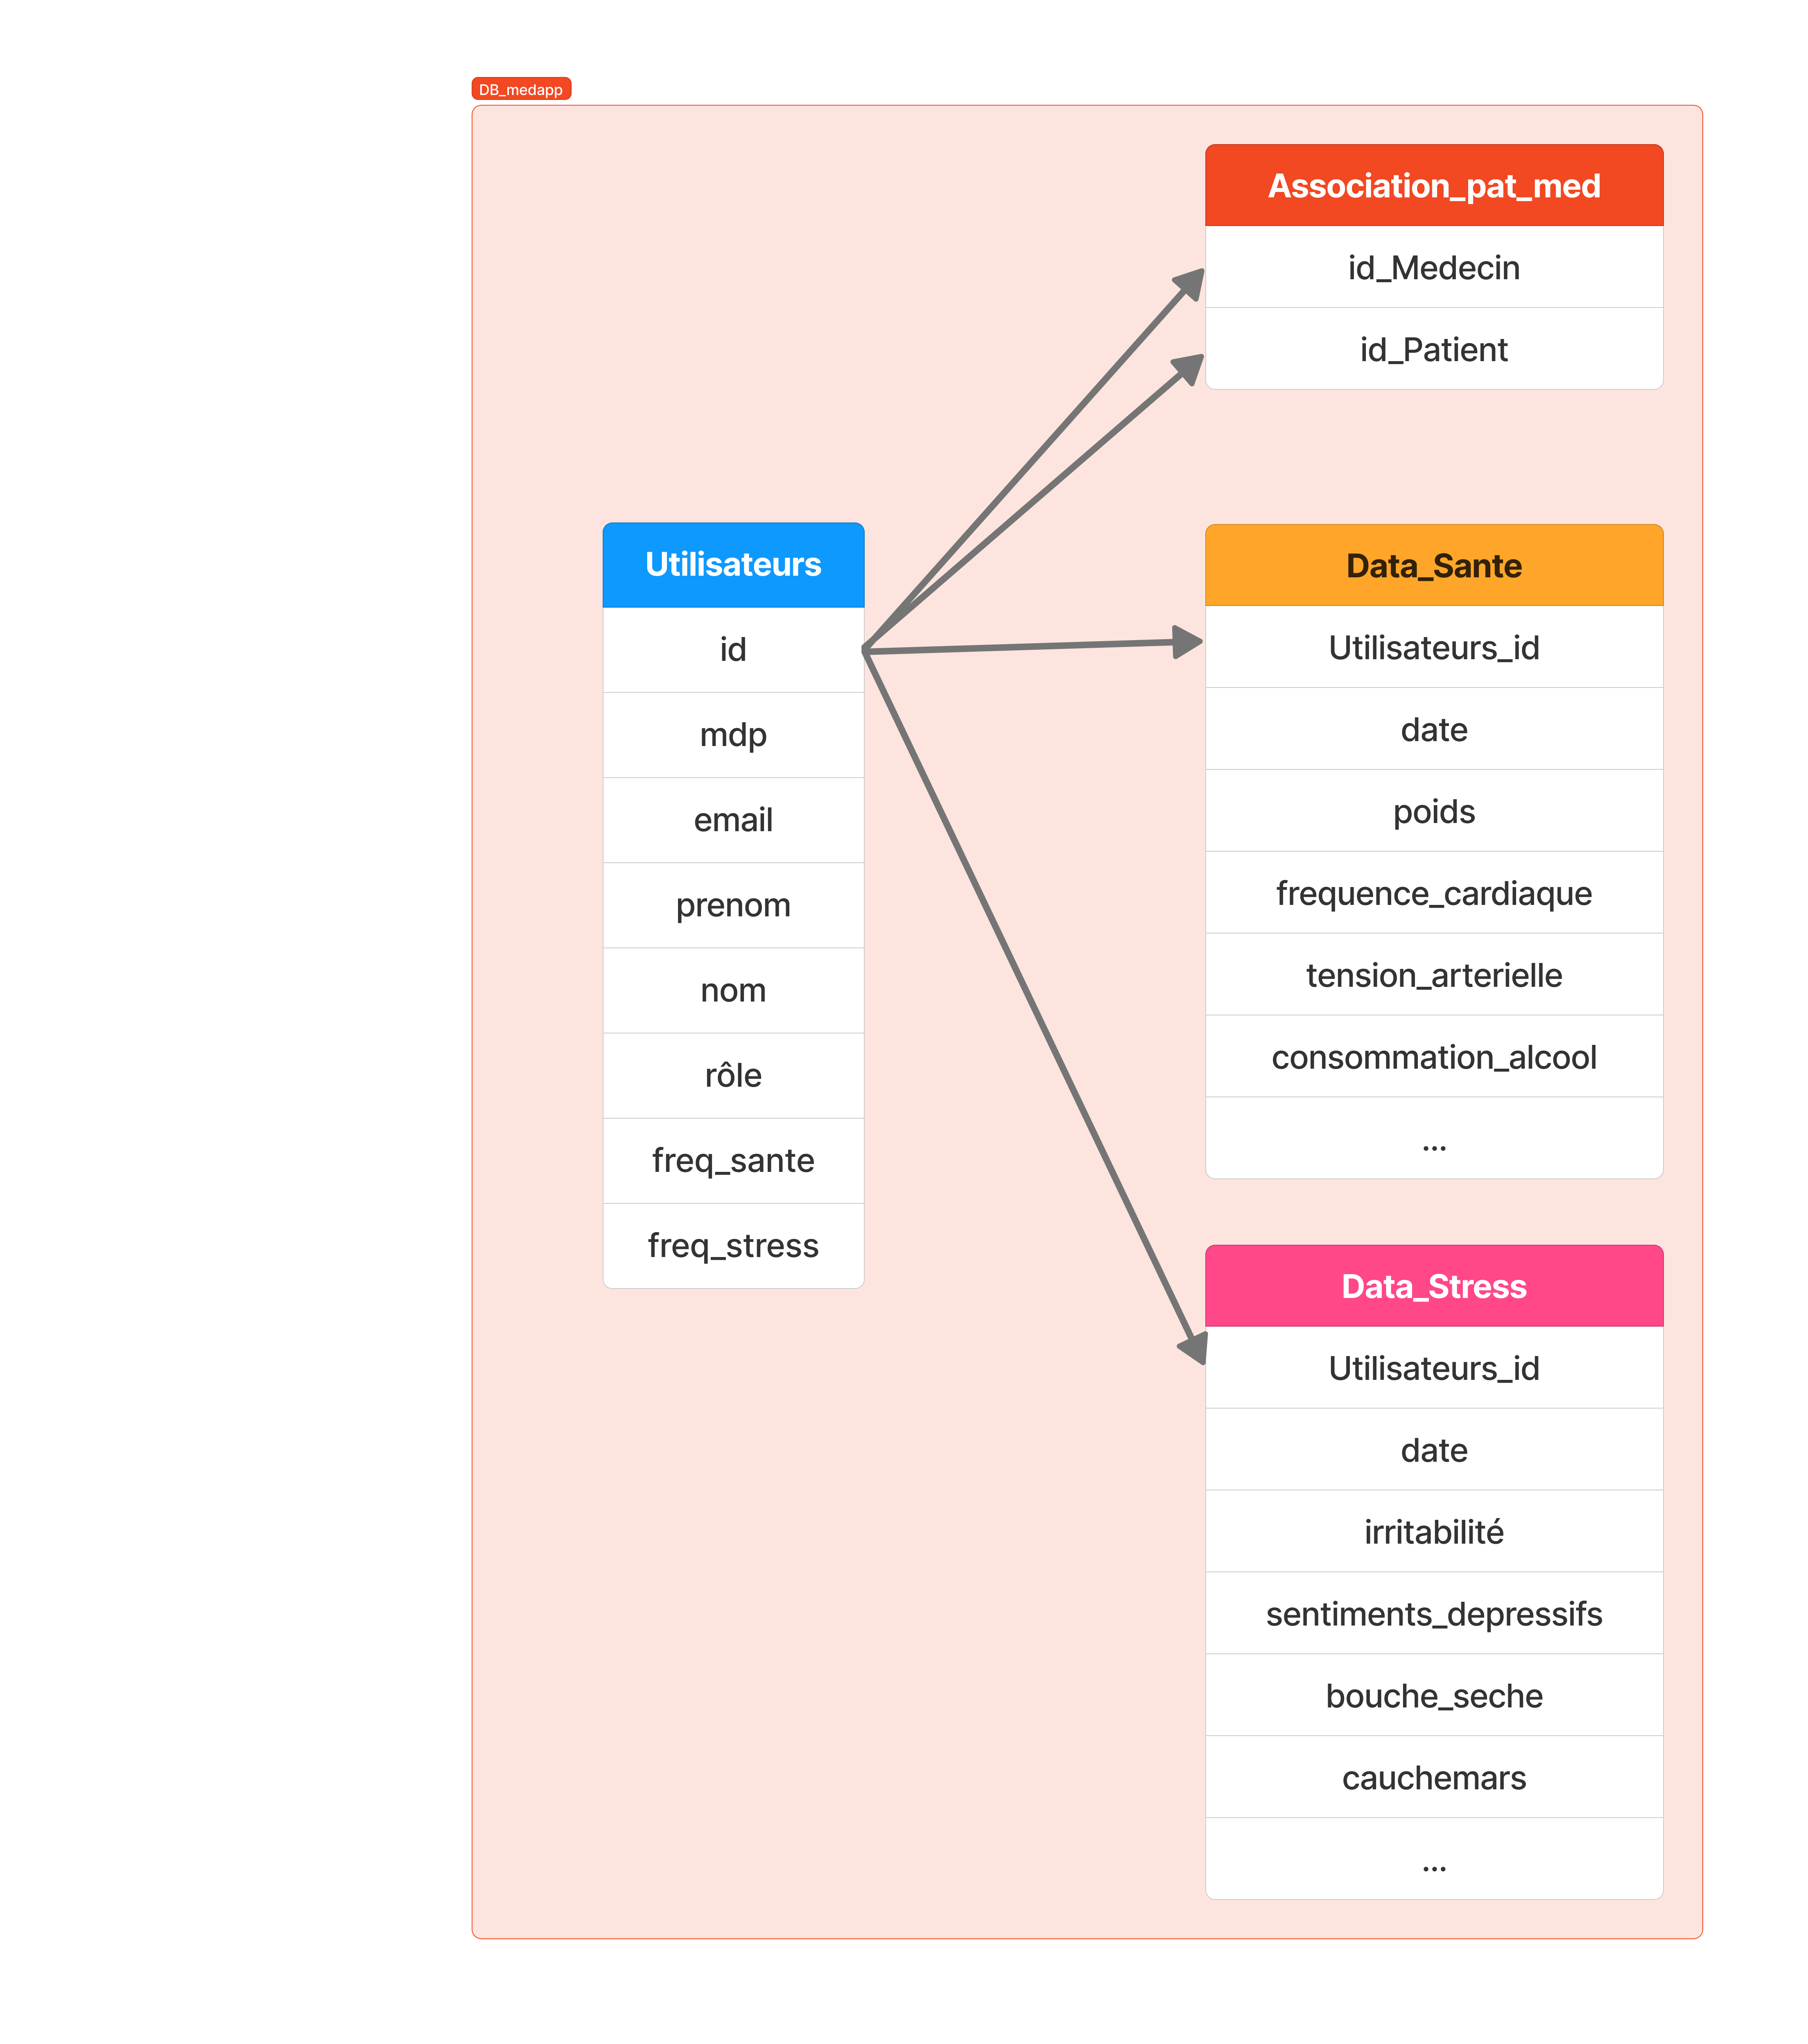 DB_medapp
Association_pat_med
id_Medecin
id_Patient
Utilisateurs
id
mdp
email
prenom
nom
rôle
freq_sante
freq_stress
Data_Sante
Utilisateurs_id
date
poids
frequence_cardiaque
tension_arterielle
consommation_alcool
...
Data_Stress
Utilisateurs_id
date
irritabilité
sentiments_depressifs
bouche_seche
cauchemars
...